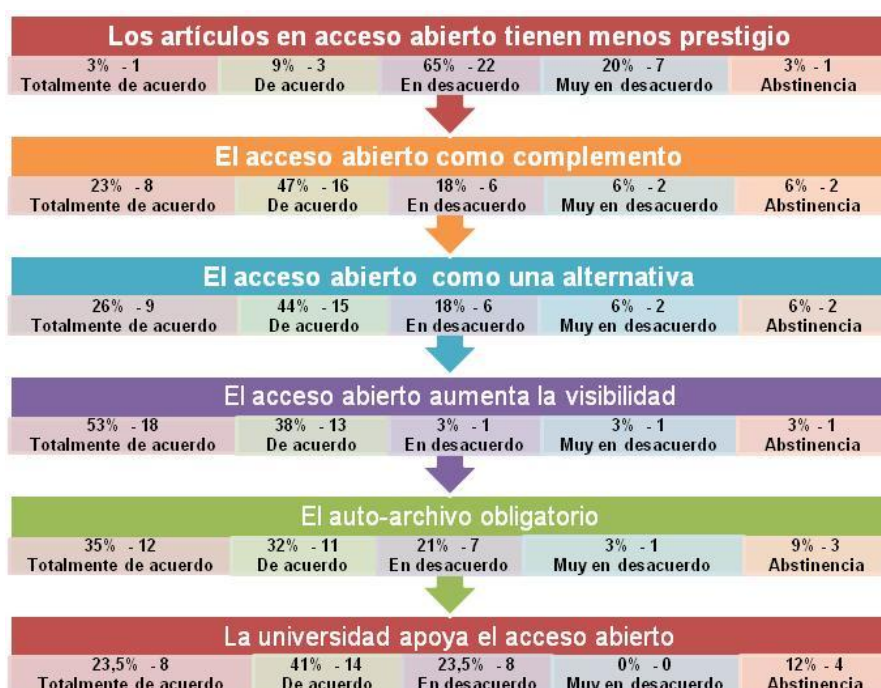 Los artículos en acceso abierto tienen menos prestigio
3% - 1 9% - 3 65% - 22 20% - 7 3% - 1
Totalmente de acuerdo De acuerdo En desacuerdo Muy en desacuerdo Abstinencia
El acceso abierto como complemento
23% - 8 47% - 16 18% - 6 6% - 2 6% - 2
Totalmente de acuerdo De acuerdo En desacuerdo Muy en desacuerdo Abstinencia
El acceso abierto como una alternativa
26% - 9 44% - 15 18% - 6 6% - 2 6% - 2
Totalmente de acuerdo De acuerdo En desacuerdo Muy en desacuerdo Abstinencia
El acceso abierto aumenta la visibilidad
53% - 18 38% - 13 3% - 1 3% - 1 3% - 1
Totalmente de acuerdo De acuerdo En desacuerdo Muy en desacuerdo Abstinencia
El auto-archivo obligatorio
35% - 12 32% - 11 21% - 7 3% - 1 9% - 3
Totalmente de acuerdo De acuerdo En desacuerdo Muy en desacuerdo Abstinencia
La universidad apoya el acceso abierto
23,5% - 8 41% - 14 23,5% - 8 0% - 0 12% - 4
Totalmente de acuerdo De acuerdo En desacuerdo Muy en desacuerdo Abstinencia